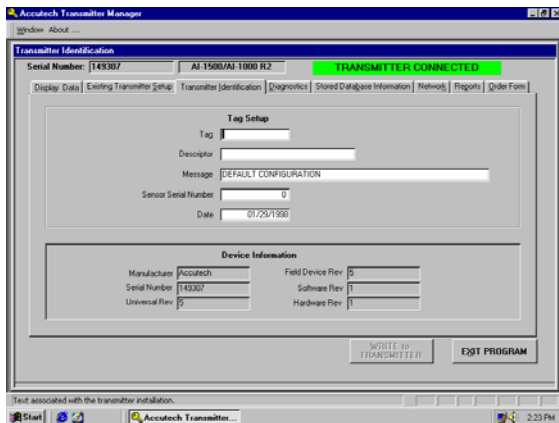 Accutech Transmitter Manager
Window About ...
Transmitter Identification
Serial Number: 149307 AI-1500/AI-1000 R2 TRANSMITTER CONNECTED
Display Data Existing Transmitter Setup Transmitter Identification Diagnostics Stored Database Information Network Reports Order Form
Tag Setup
Tag
Descriptor
Message DEFAULT CONFIGURATION
Sensor Serial Number 0
Date 01/29/1998
Device Information
Manufacturer Accutech Field Device Rev 5
Serial Number 149307 Software Rev 1
Universal Rev 5 Hardware Rev 1
WRITE to
TRANSMITTER
EXIT PROGRAM
Text associated with the transmitter installation.
Start Accutech Transmitter... 2:23 PM